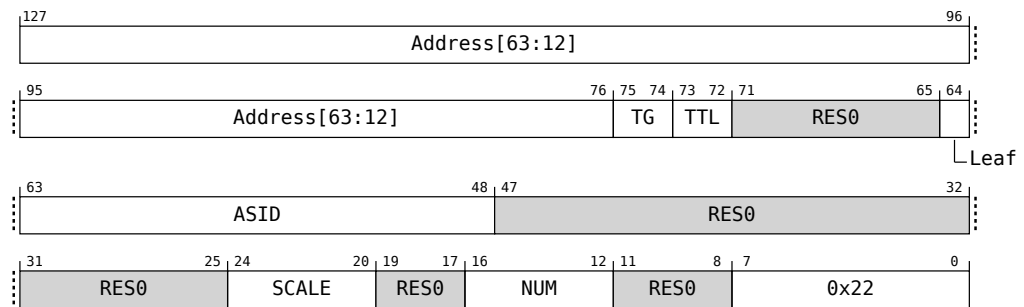 127 96
Address[63:12]
95 76 75 74 73 72 71 65 64
Address[63:12] TG TTL RES0
Leaf
63 48 47 32
ASID RES0
31 25 24 20 19 17 16 12 11 8 7 0
RES0 SCALE RES0 NUM RES0 0x22